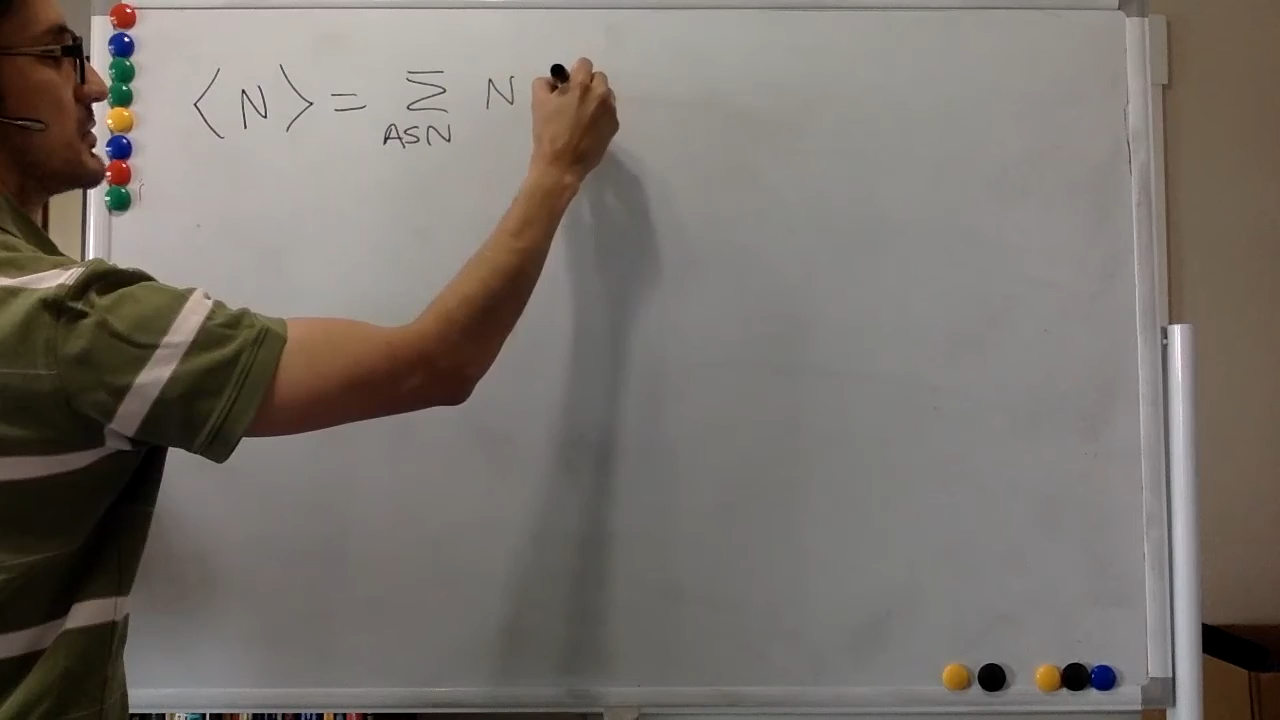 ⟨N⟩ = Σ N
ASN